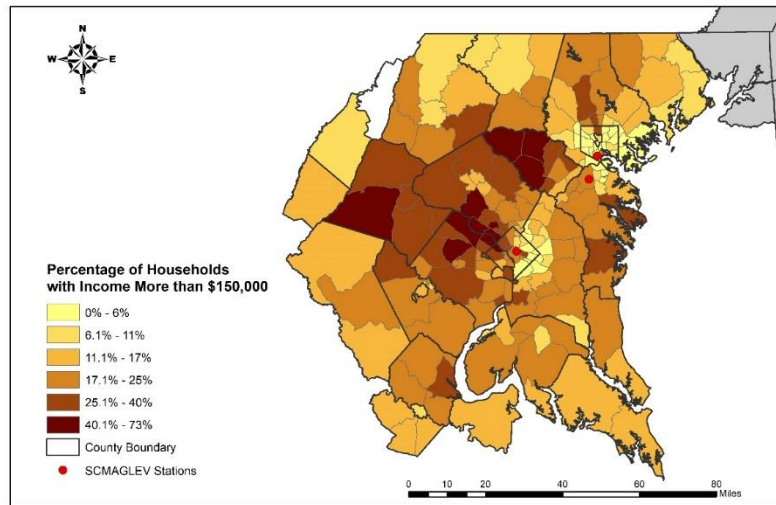 N
W E
S
Percentage of Households
with Income More than $150,000
0% - 6%
6.1% - 11%
11.1% - 17%
17.1% - 25%
25.1% - 40%
40.1% - 73%
County Boundary
SCMAGLEV Stations
0 10 20 40 60 80
Miles